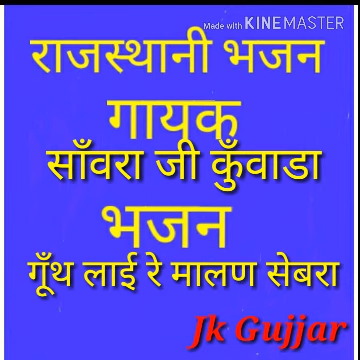 Made with KINEMASTER
राजस्थानी भजन
गायक
साँवरा जी कुँवाडा
भजन
गूँथ लाई रे मालण सेबरा
Jk Gujjar